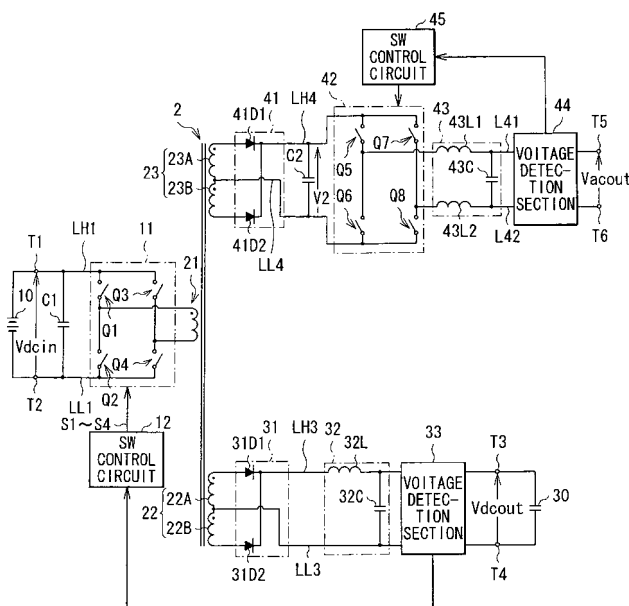 45
SW
CONTROL
CIRCUIT
42
2
41D1
41
LH4
43
43L1
L41
44
T5
23
23A
23B
C2
V2
Q5
Q7
Q6
Q8
43C
VOLTAGE
DETEC-
TION
SECTION
Vacout
T6
41D2
LL4
43L2
L42
T1
LH1
11
21
10
Vdcin
C1
Q3
Q1
Q4
Q2
T2
LL1
S1～S4
12
SW
CONTROL
CIRCUIT
31D1
31
LH3
32
32L
33
T3
22
22A
22B
32C
VOLTAGE
DETEC-
TION
SECTION
Vdcout
30
31D2
LL3
T4